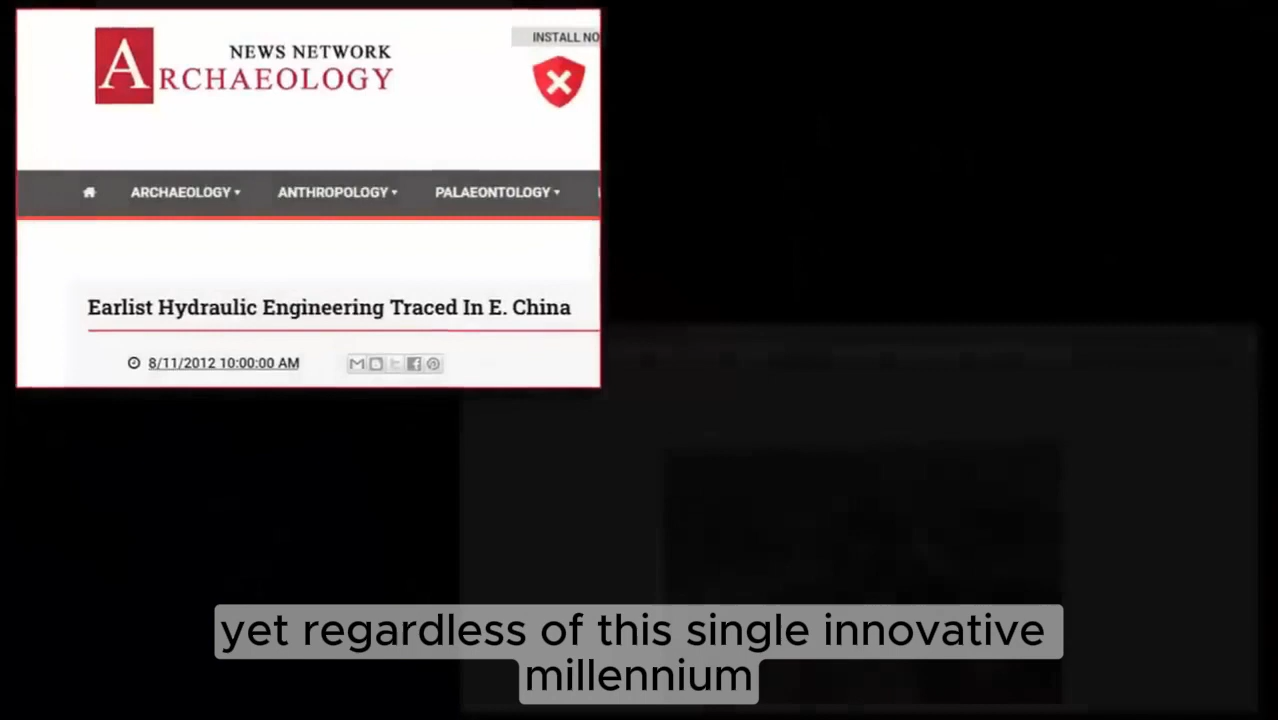 NEWS NETWORK
ARCHAEOLOGY
INSTALL NO
ARCHAEOLOGY
ANTHROPOLOGY
PALAEONTOLOGY
Earlist Hydraulic Engineering Traced In E. China
8/11/2012 10:00:00 AM
yet regardless of this single innovative
millennium